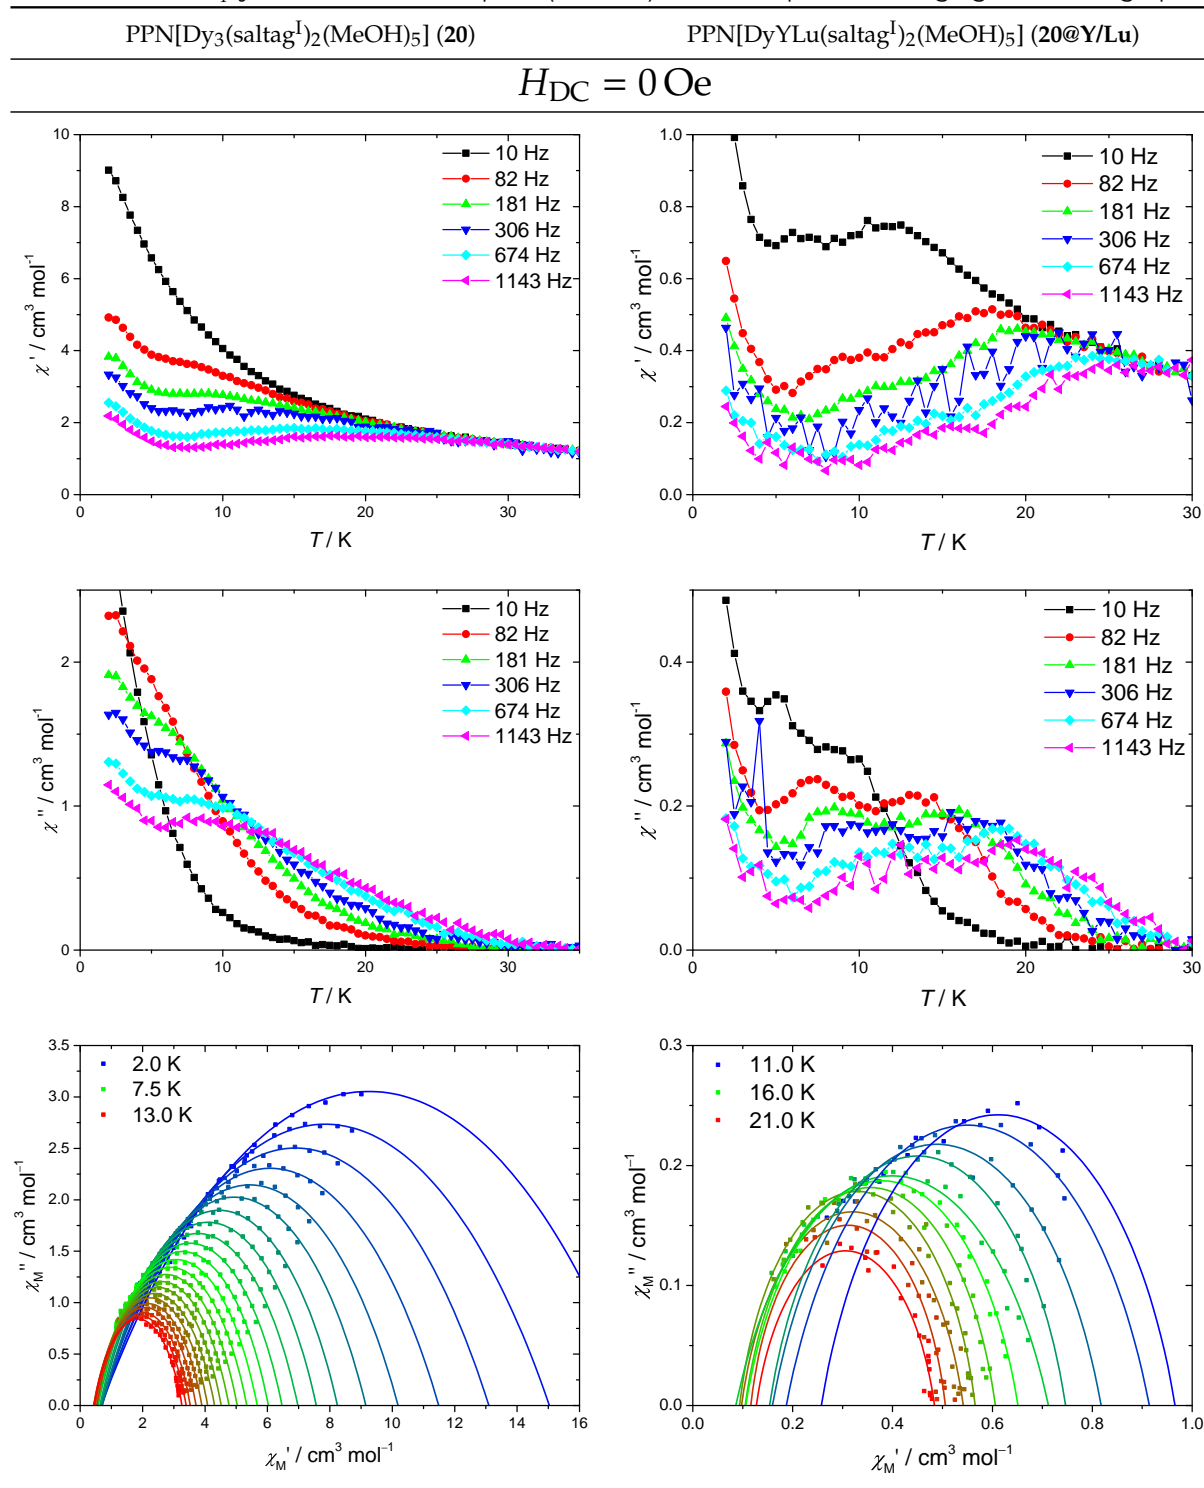 PPN[Dy3(saltag^I)2(MeOH)5] (20) PPN[DyYLu(saltag^I)2(MeOH)5] (20@Y/Lu)
H_DC = 0 Oe
10 Hz
82 Hz
181 Hz
306 Hz
674 Hz
1143 Hz
χ' / cm³ mol⁻¹
0 2 4 6 8 10
0 10 20 30
T / K
10 Hz
82 Hz
181 Hz
306 Hz
674 Hz
1143 Hz
χ' / cm³ mol⁻¹
0.0 0.2 0.4 0.6 0.8 1.0
0 10 20 30
T / K
10 Hz
82 Hz
181 Hz
306 Hz
674 Hz
1143 Hz
χ'' / cm³ mol⁻¹
0 1 2
0 10 20 30
T / K
10 Hz
82 Hz
181 Hz
306 Hz
674 Hz
1143 Hz
χ'' / cm³ mol⁻¹
0.0 0.2 0.4
0 10 20 30
T / K
2.0 K
7.5 K
13.0 K
χ_M'' / cm³ mol⁻¹
0.0 0.5 1.0 1.5 2.0 2.5 3.0 3.5
0 2 4 6 8 10 12 14 16
χ_M' / cm³ mol⁻¹
11.0 K
16.0 K
21.0 K
χ_M'' / cm³ mol⁻¹
0.0 0.1 0.2 0.3
0.0 0.2 0.4 0.6 0.8 1.0
χ_M' / cm³ mol⁻¹